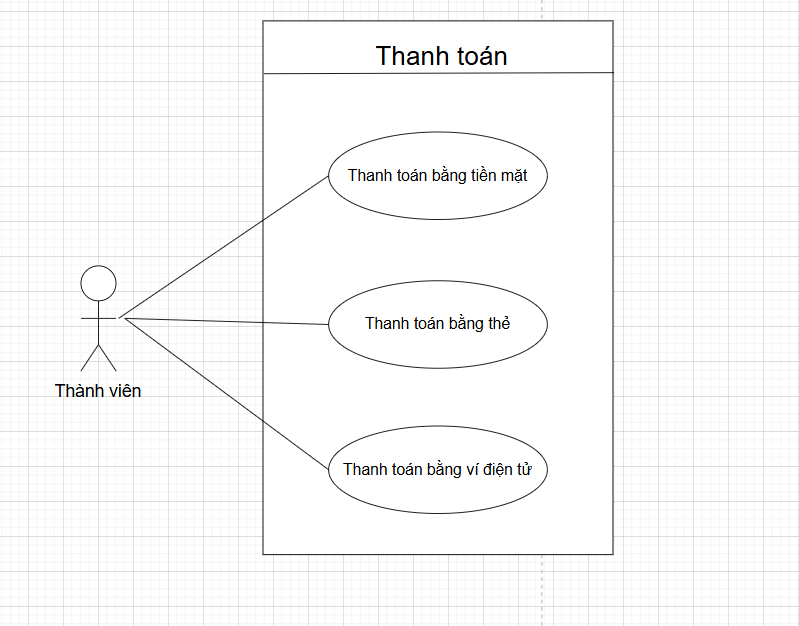 Thanh toán
Thanh toán bằng tiền mặt
Thanh toán bằng thẻ
Thành viên
Thanh toán bằng ví điện tử